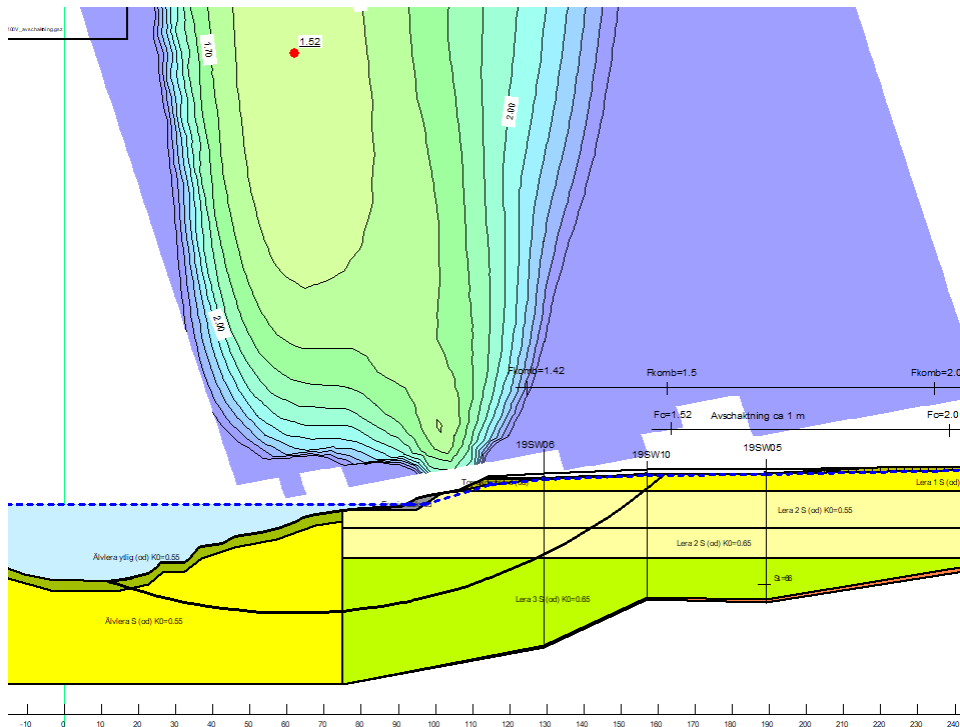 1.70
1.52
2.00
2.00
Fkomb=1.42
Fkomb=1.5
Fkomb=2.0
Fc=1.52
Avschaktning ca 1 m
Fc=2.0
19SW06
19SW10
19SW05
Lera 1 S (od)
Lera 2 S (od) K0=0.55
Lera 2 S (od) K0=0.65
Älvlera ytlig (od) K0=0.55
St=66
Lera 3 S (od) K0=0.65
Älvlera S (od) K0=0.55
-10 0 10 20 30 40 50 60 70 80 90 100 110 120 130 140 150 160 170 180 190 200 210 220 230 240